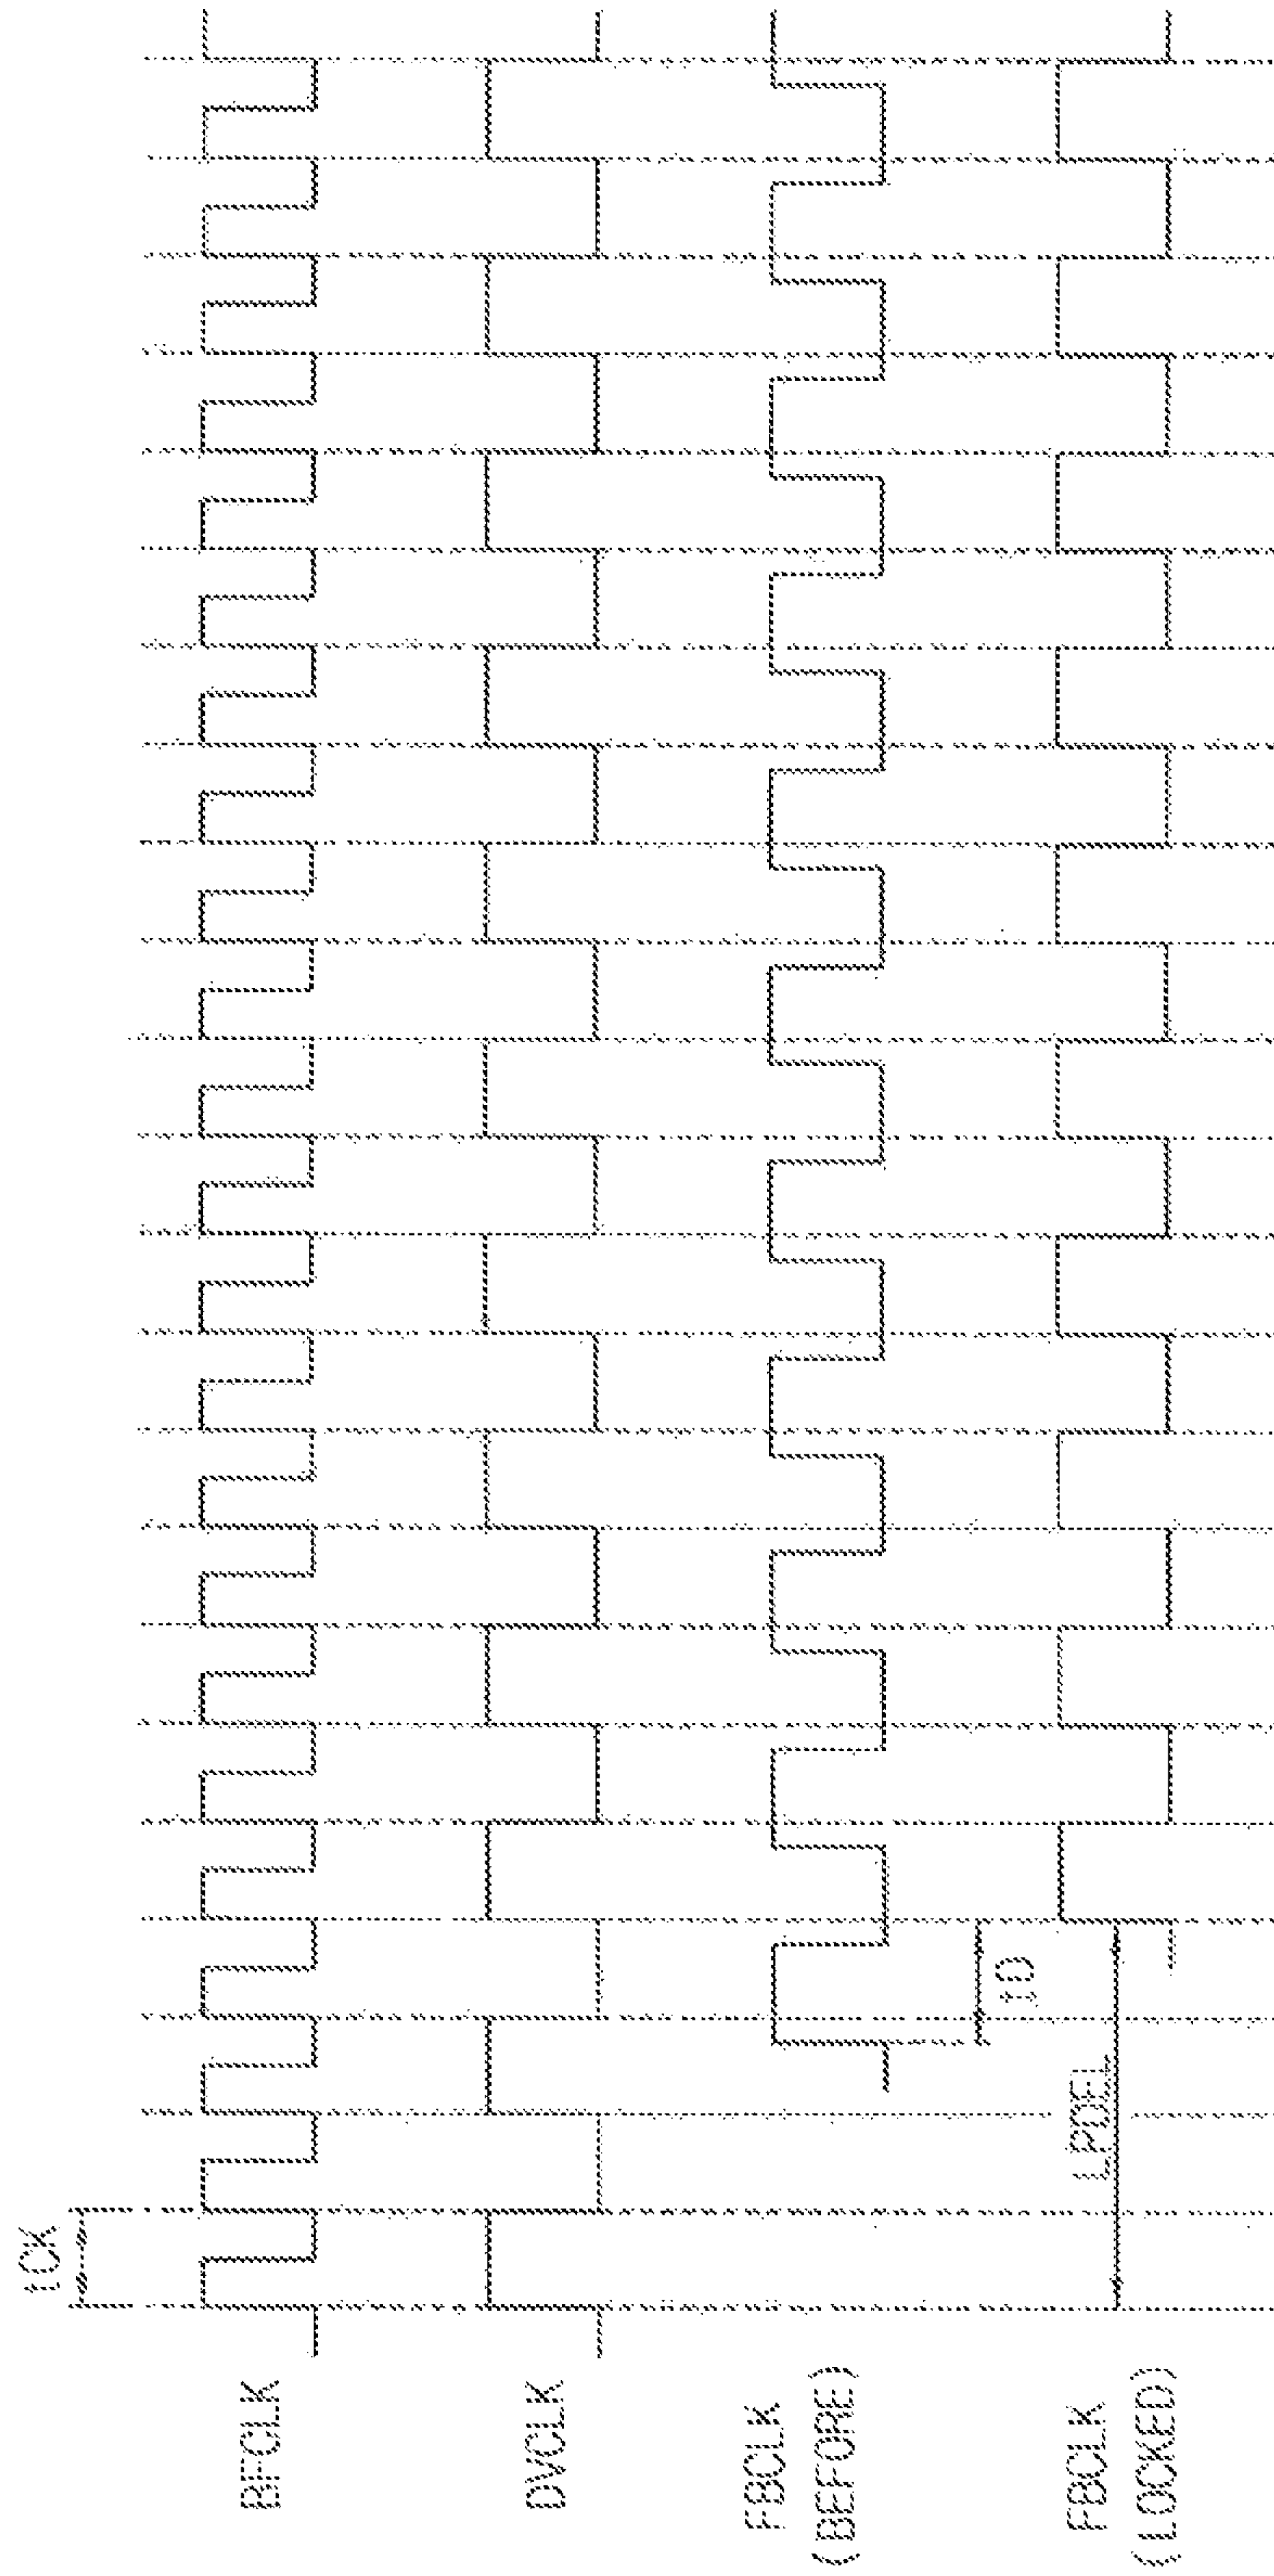 tCK
BFCLK
DVCLK
FBCLK
(BEFORE)
tD
FBCLK
(LOCKED)
LPDEL